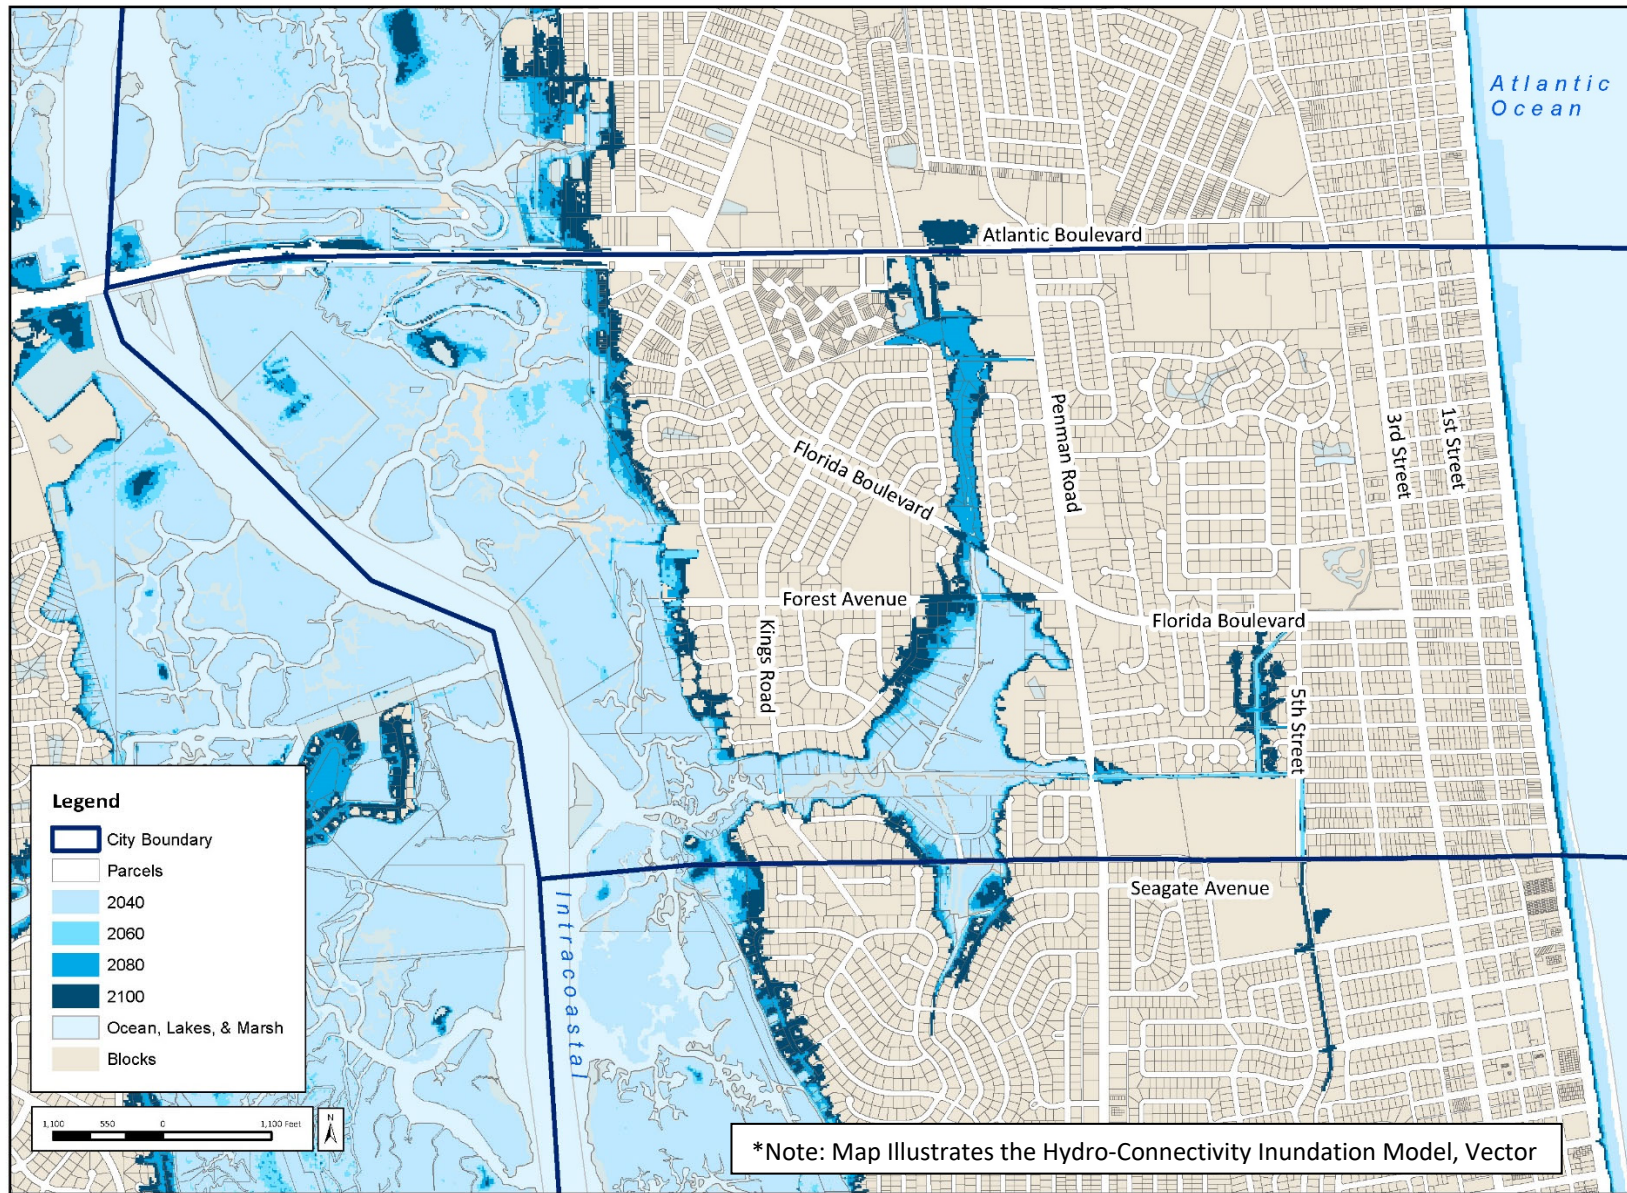 Atlantic
Ocean
Atlantic Boulevard
Penman Road
3rd Street
1st Street
Florida Boulevard
Forest Avenue
Kings Road
Florida Boulevard
5th Street
Seagate Avenue
Intracoastal
Legend
City Boundary
Parcels
2040
2060
2080
2100
Ocean, Lakes, & Marsh
Blocks
1,100 550 0 1,100 Feet
N
*Note: Map Illustrates the Hydro-Connectivity Inundation Model, Vector